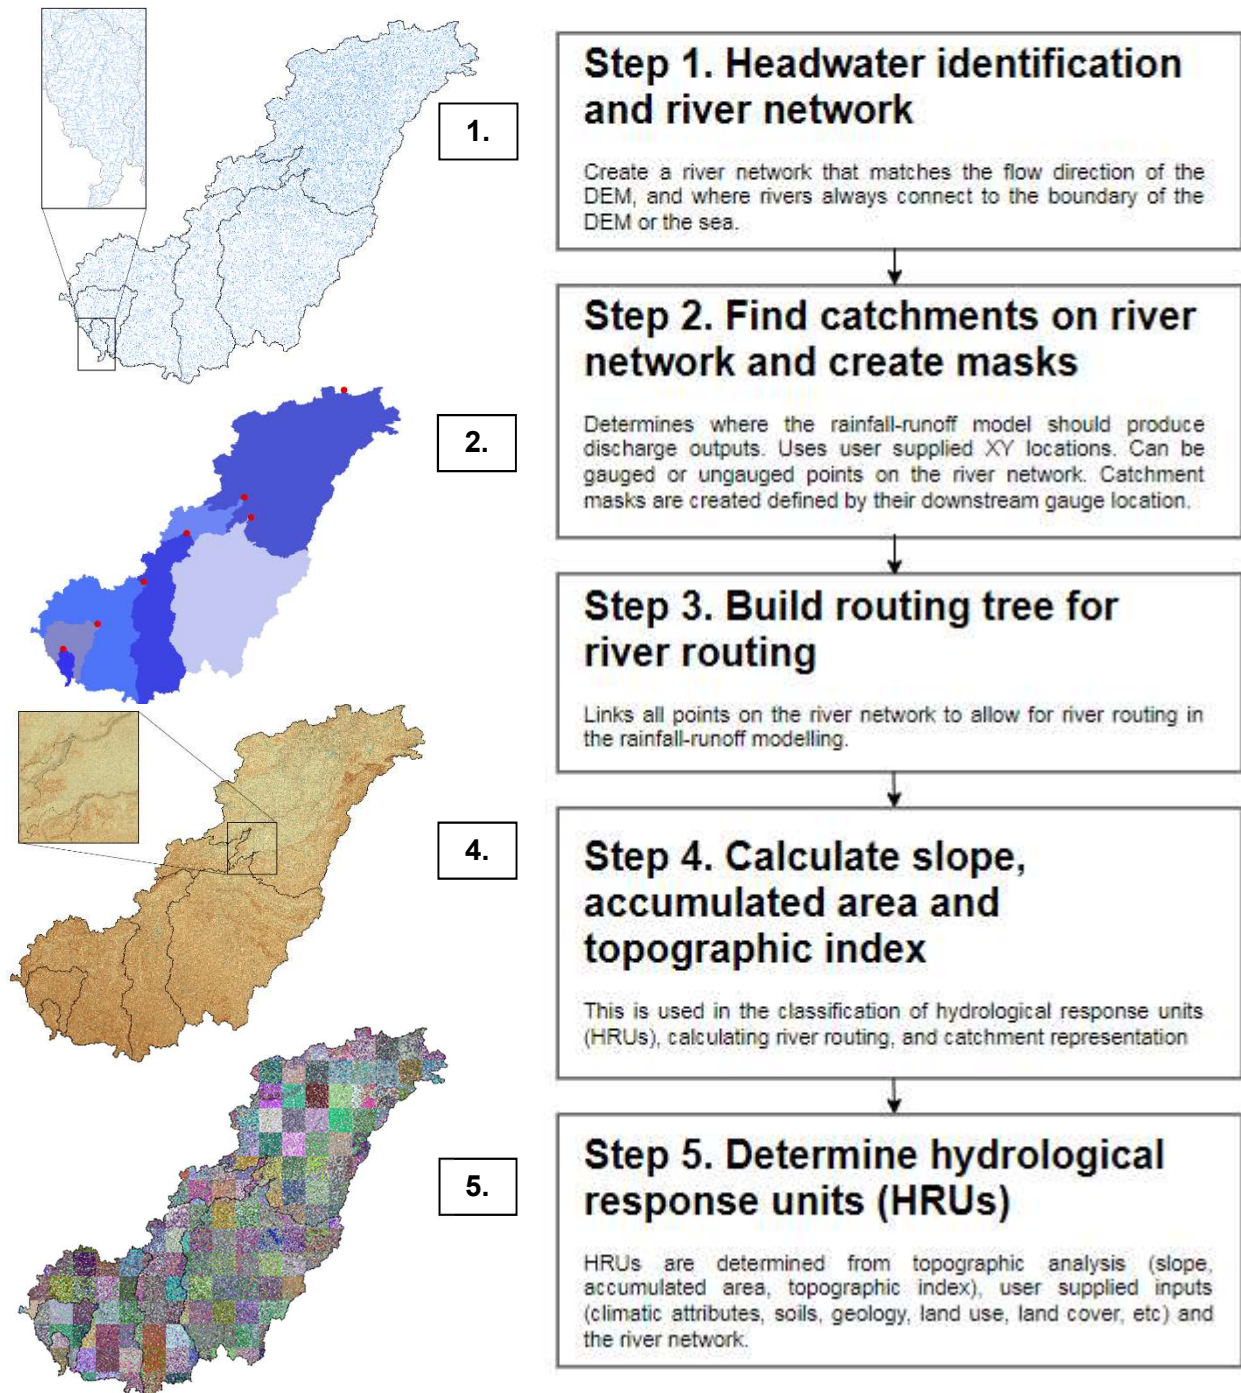 1.
Step 1. Headwater identification
and river network
Create a river network that matches the flow direction of the
DEM, and where rivers always connect to the boundary of the
DEM or the sea.
2.
Step 2. Find catchments on river
network and create masks
Determines where the rainfall-runoff model should produce
discharge outputs. Uses user supplied XY locations. Can be
gauged or ungauged points on the river network. Catchment
masks are created defined by their downstream gauge location.
Step 3. Build routing tree for
river routing
Links all points on the river network to allow for river routing in
the rainfall-runoff modelling.
4.
Step 4. Calculate slope,
accumulated area and
topographic index
This is used in the classification of hydrological response units
(HRUs), calculating river routing, and catchment representation
5.
Step 5. Determine hydrological
response units (HRUs)
HRUs are determined from topographic analysis (slope,
accumulated area, topographic index), user supplied inputs
(climatic attributes, soils, geology, land use, land cover, etc) and
the river network.